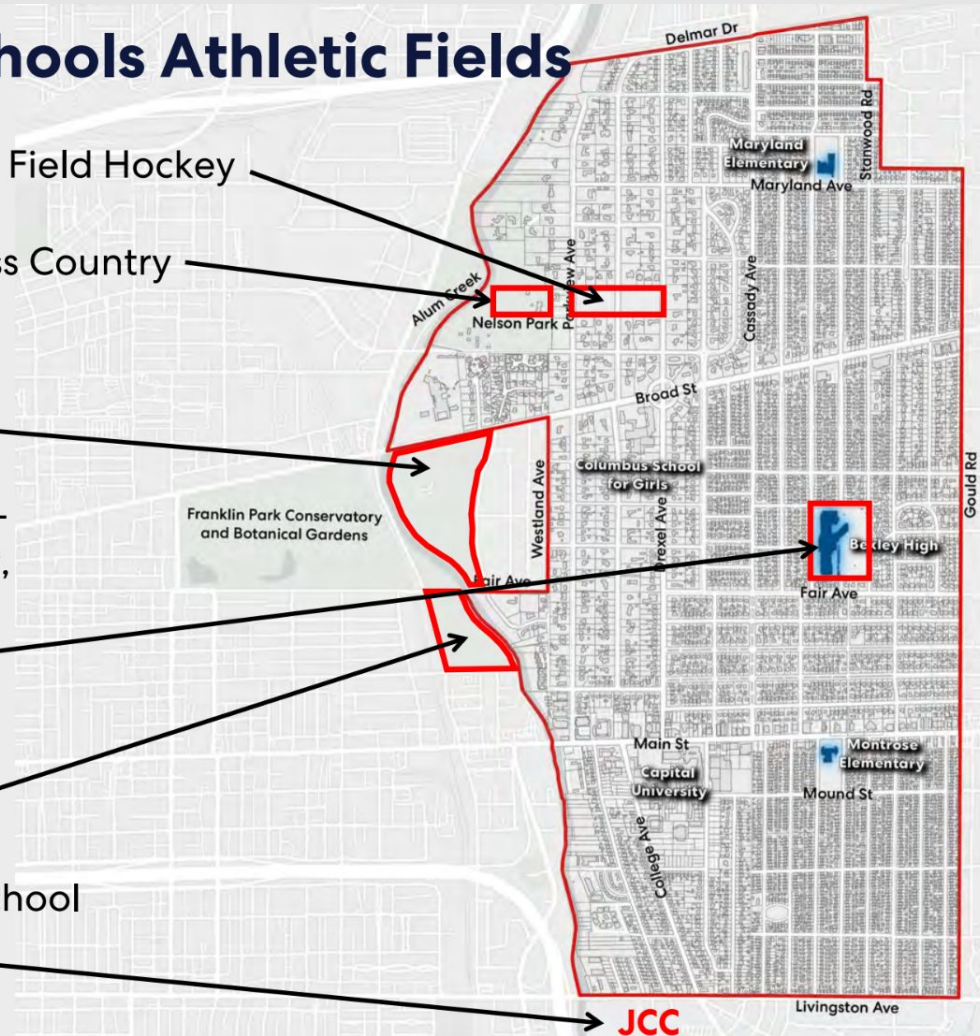 hools Athletic Fields
Delmar Dr
Stanwood Rd
Field Hockey
Maryland
Elementary
Maryland Ave
ss Country
Parkview Ave
Alum Creek
Nelson Park
Cassady Ave
Broad St
Gould Rd
Columbus School
for Girls
Westland Ave
Franklin Park Conservatory
and Botanical Gardens
Drexel Ave
Bexley High
Fair Ave
Fair Ave
Main St
Montrose
Elementary
Capital
University
Mound St
College Ave
hool
Livingston Ave
JCC